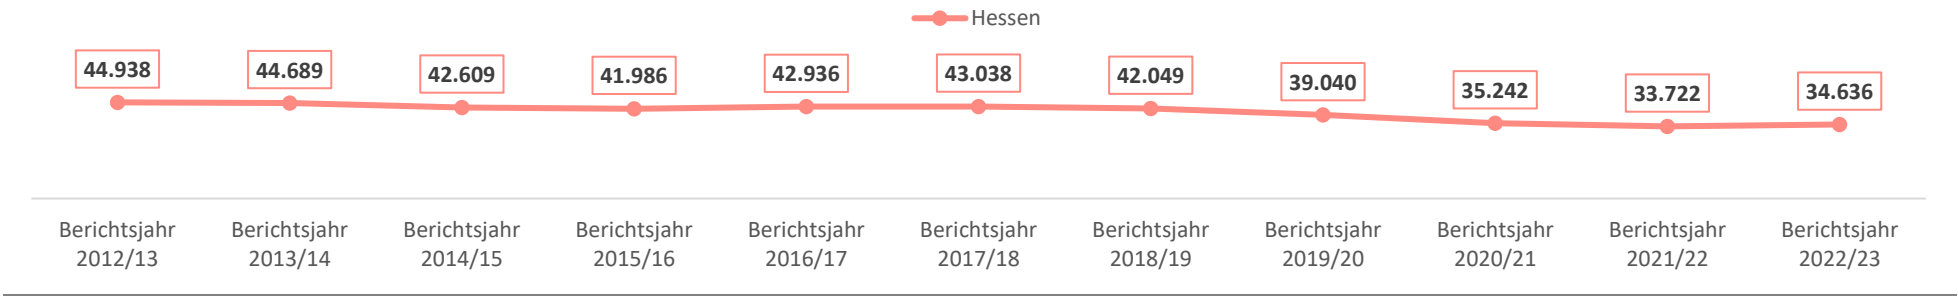 Hessen
44.938
44.689
42.609
41.986
42.936
43.038
42.049
39.040
35.242
33.722
34.636
Berichtsjahr
2012/13
Berichtsjahr
2013/14
Berichtsjahr
2014/15
Berichtsjahr
2015/16
Berichtsjahr
2016/17
Berichtsjahr
2017/18
Berichtsjahr
2018/19
Berichtsjahr
2019/20
Berichtsjahr
2020/21
Berichtsjahr
2021/22
Berichtsjahr
2022/23